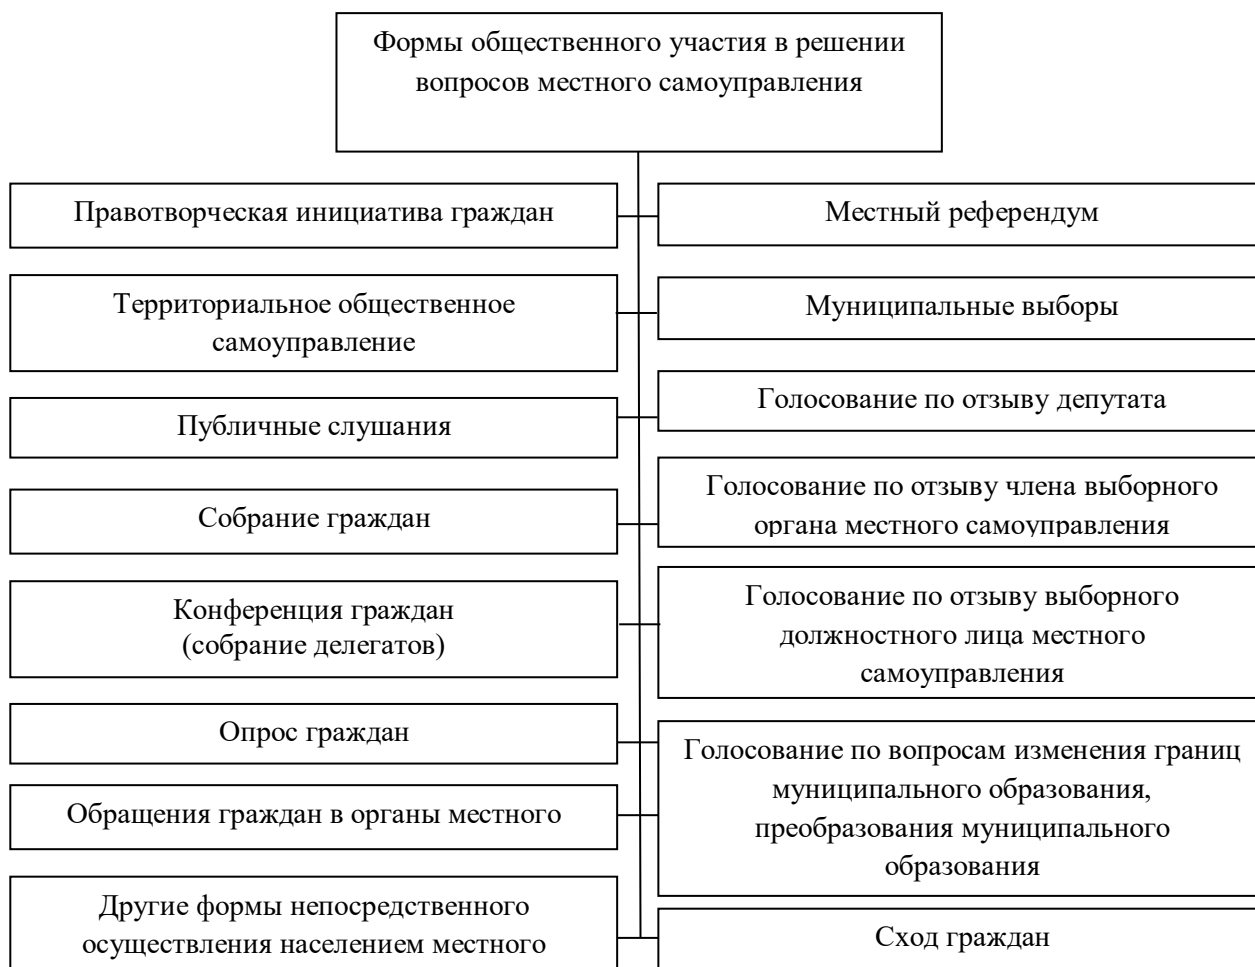 Формы общественного участия в решении
вопросов местного самоуправления
Правотворческая инициатива граждан
Местный референдум
Территориальное общественное
самоуправление
Муниципальные выборы
Публичные слушания
Голосование по отзыву депутата
Собрание граждан
Голосование по отзыву члена выборного
органа местного самоуправления
Конференция граждан
(собрание делегатов)
Голосование по отзыву выборного
должностного лица местного
самоуправления
Опрос граждан
Голосование по вопросам изменения границ
муниципального образования,
преобразования муниципального
образования
Обращения граждан в органы местного
Другие формы непосредственного
осуществления населением местного
Сход граждан